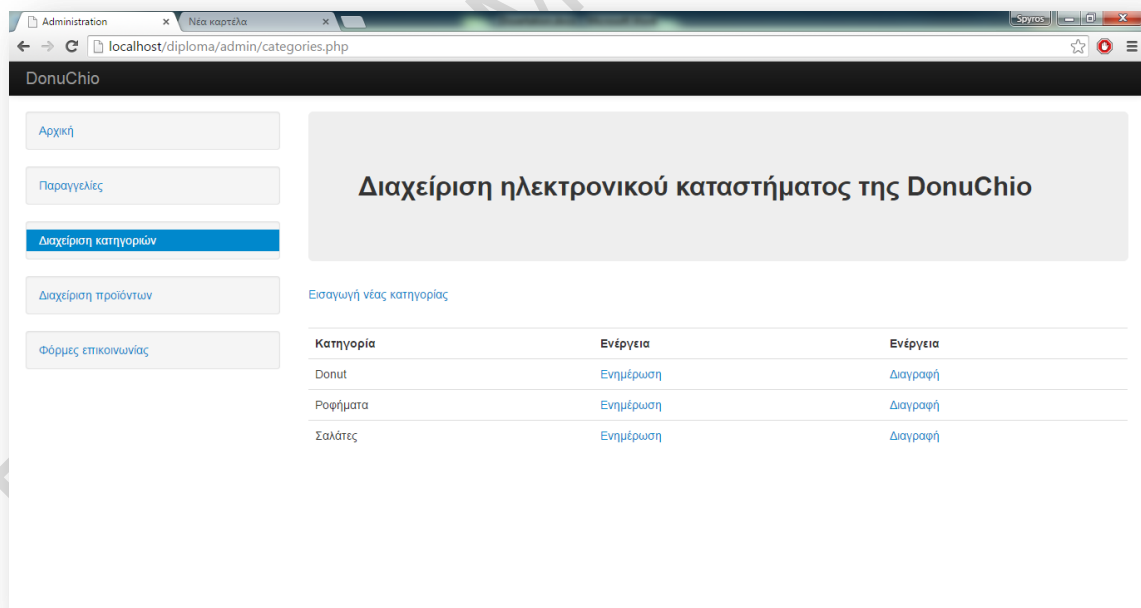 Administration
Νέα καρτέλα
Spyros
localhost/diploma/admin/categories.php
DonuChio
Αρχική
Παραγγελίες
Διαχείριση κατηγοριών
Διαχείριση προϊόντων
Φόρμες επικοινωνίας
Διαχείριση ηλεκτρονικού καταστήματος της DonuChio
Εισαγωγή νέας κατηγορίας
Κατηγορία Ενέργεια Ενέργεια
Donut Ενημέρωση Διαγραφή
Ροφήματα Ενημέρωση Διαγραφή
Σαλάτες Ενημέρωση Διαγραφή